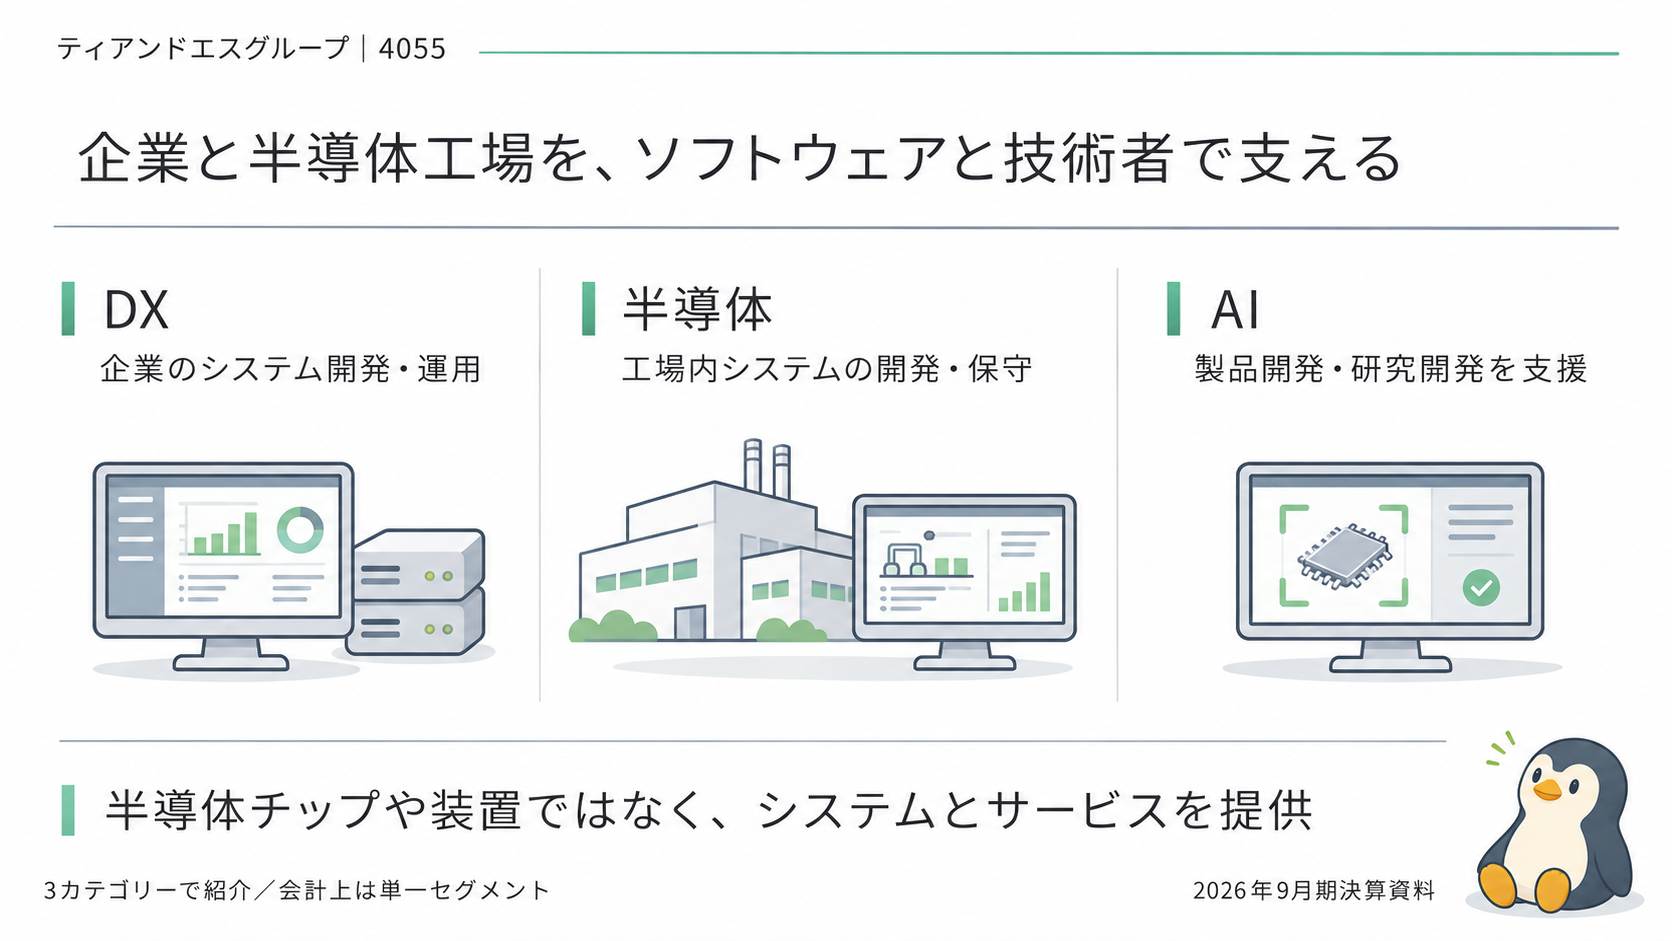 ティアンドエスグループ｜4055
企業と半導体工場を、ソフトウェアと技術者で支える
DX
企業のシステム開発・運用
半導体
工場内システムの開発・保守
AI
製品開発・研究開発を支援
半導体チップや装置ではなく、システムとサービスを提供
3カテゴリーで紹介／会計上は単一セグメント
2026年9月期決算資料